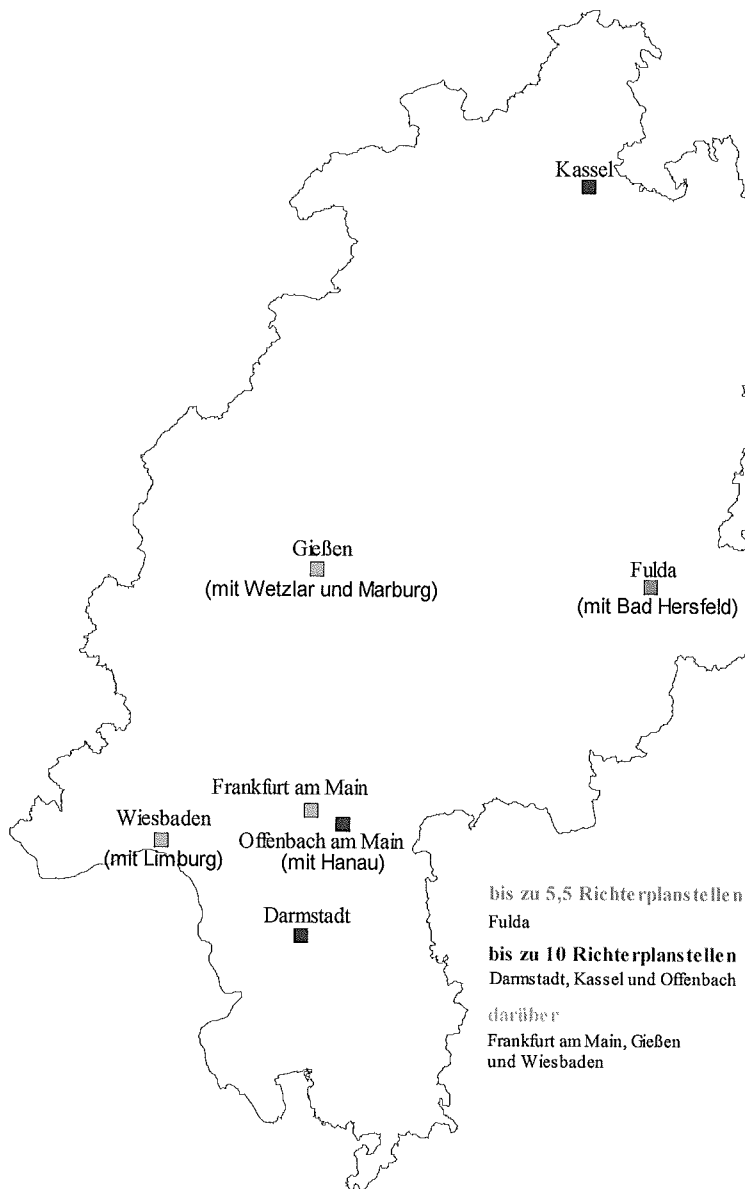 Kassel
Gießen
(mit Wetzlar und Marburg)
Fulda
(mit Bad Hersfeld)
Frankfurt am Main
Wiesbaden
(mit Limburg)
Offenbach am Main
(mit Hanau)
Darmstadt
bis zu 5,5 Richterplanstellen
Fulda
bis zu 10 Richterplanstellen
Darmstadt, Kassel und Offenbach
darüber
Frankfurt am Main, Gießen
und Wiesbaden